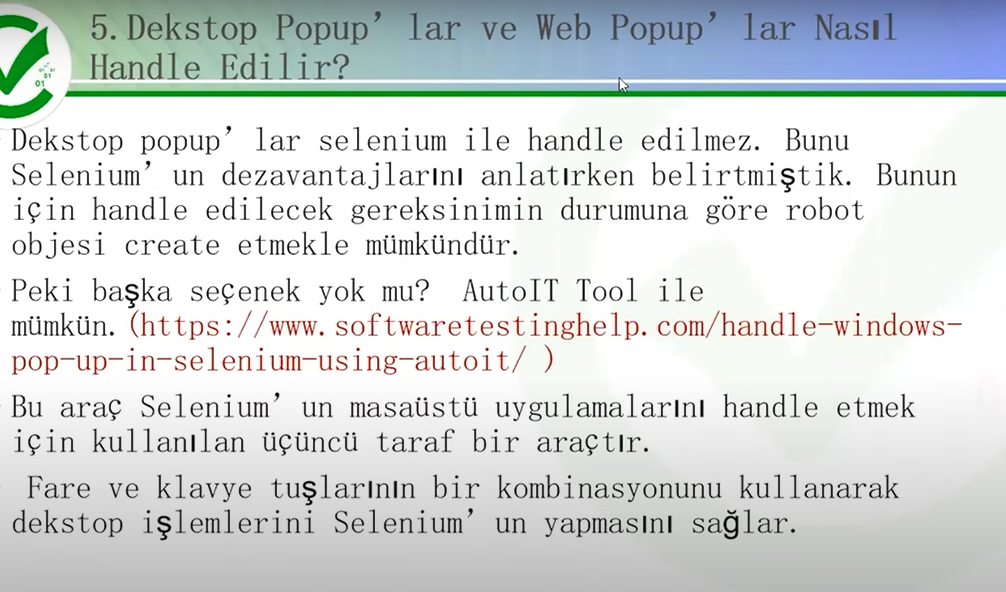 5. Dekstop Popup’ lar ve Web Popup’ lar Nasıl
Handle Edilir?
Dekstop popup’ lar selenium ile handle edilmez. Bunu
Selenium’ un dezavantajlarını anlatırken belirtmiştik. Bunun
için handle edilecek gereksinimin durumuna göre robot
objesi create etmekle mümkündür.
Peki başka seçenek yok mu? AutoIT Tool ile
mümkün. (https://www.softwaretestinghelp.com/handle-windows-
pop-up-in-selenium-using-autoit/ )
Bu araç Selenium’ un masaüstü uygulamalarını handle etmek
için kullanılan üçüncü taraf bir araçtır.
Fare ve klavye tuşlarının bir kombinasyonunu kullanarak
dekstop işlemlerini Selenium’ un yapmasını sağlar.